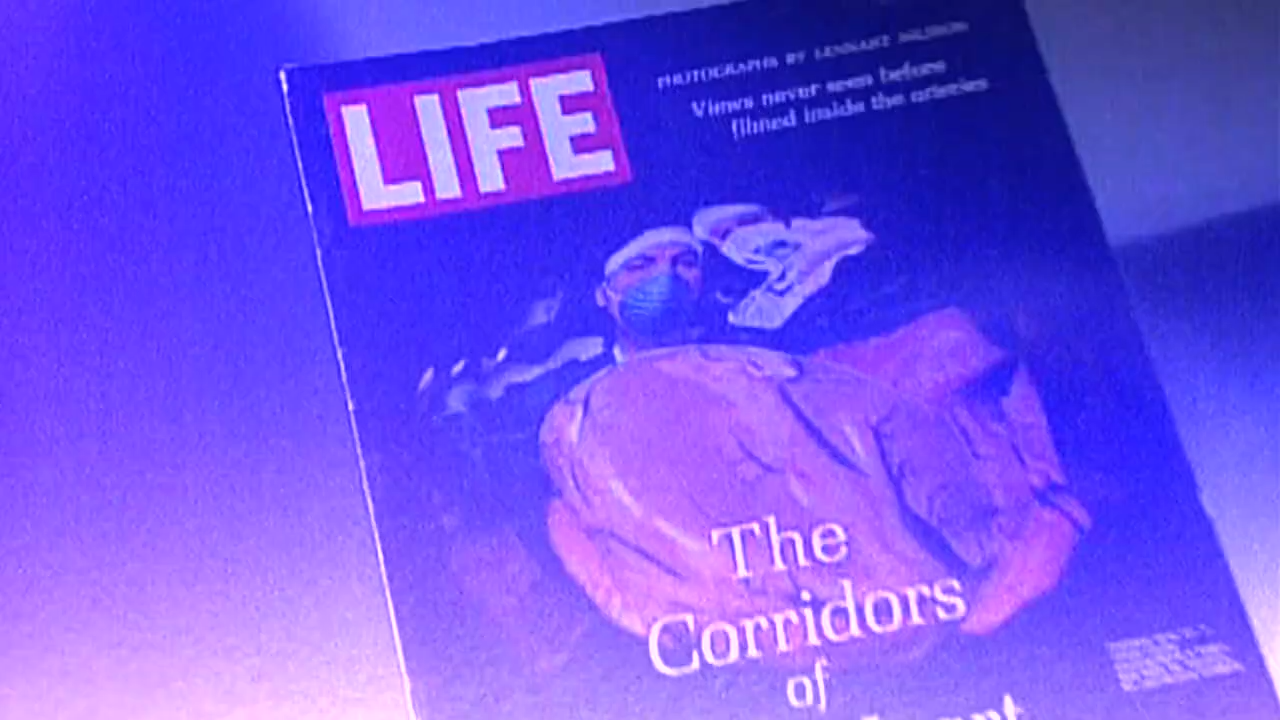 LIFE
PHOTOGRAPHS BY LENNART NILSSON
Views never seen before
filmed inside the arteries
The
Corridors
of